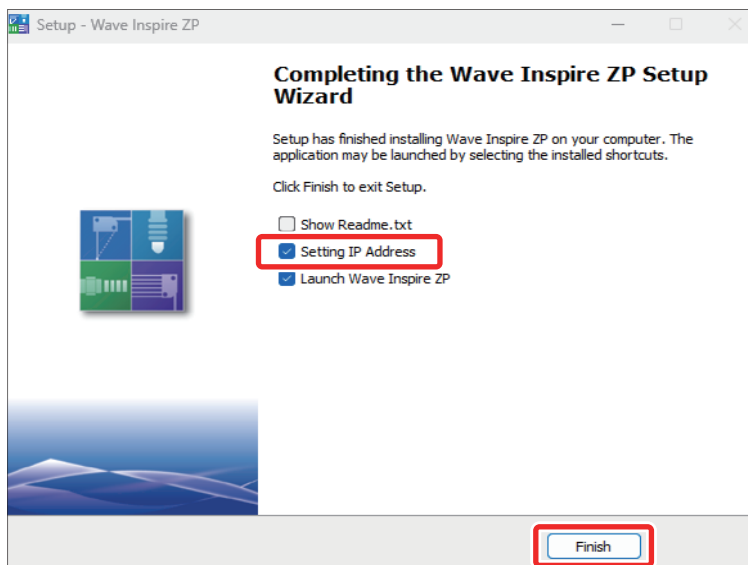 Setup - Wave Inspire ZP
Completing the Wave Inspire ZP Setup
Wizard
Setup has finished installing Wave Inspire ZP on your computer. The
application may be launched by selecting the installed shortcuts.
Click Finish to exit Setup.
Show Readme.txt
Setting IP Address
Launch Wave Inspire ZP
Finish